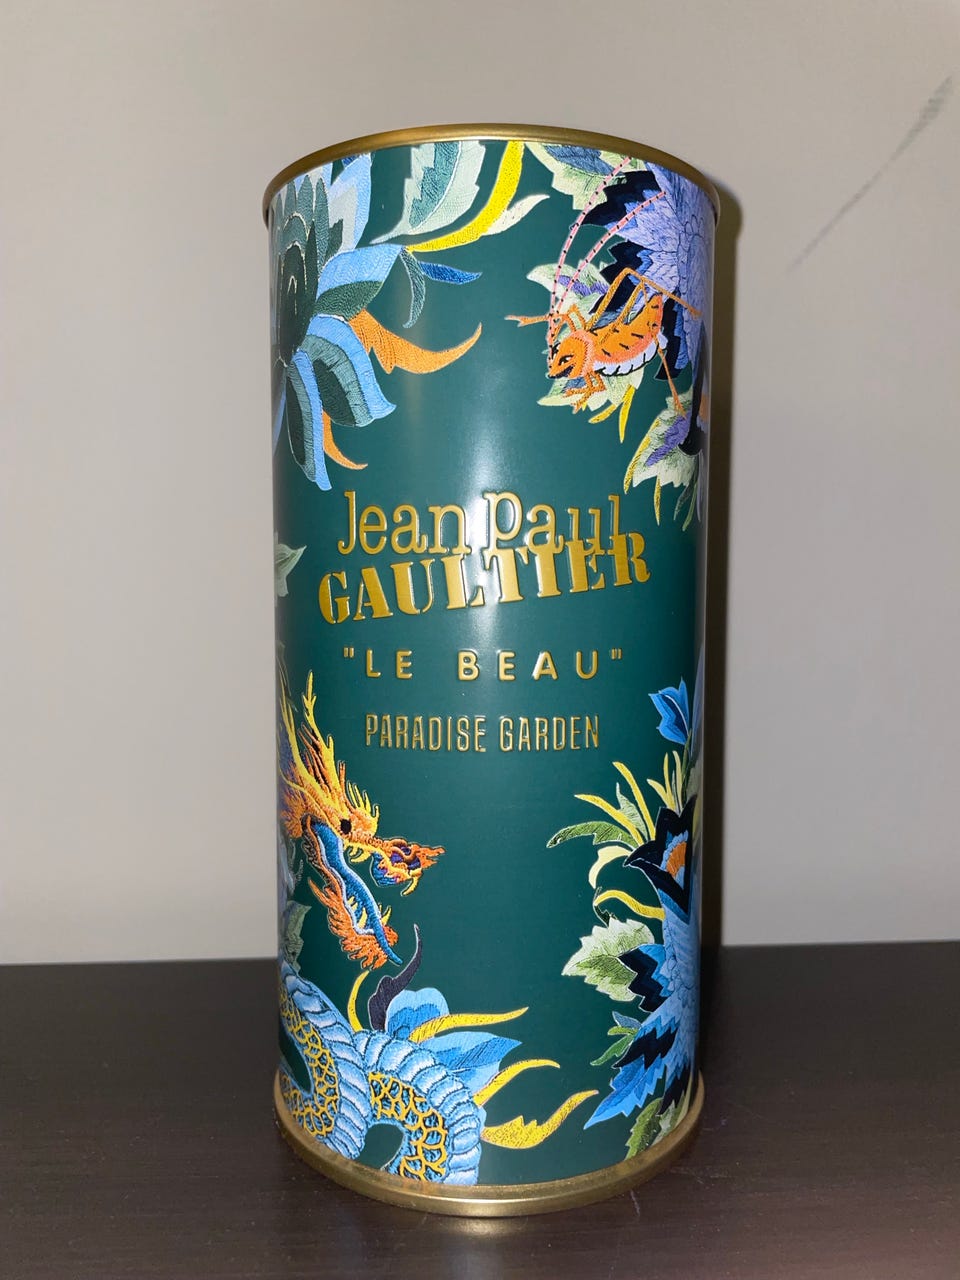 Jean Paul
GAULTIER
"LE BEAU"
PARADISE GARDEN